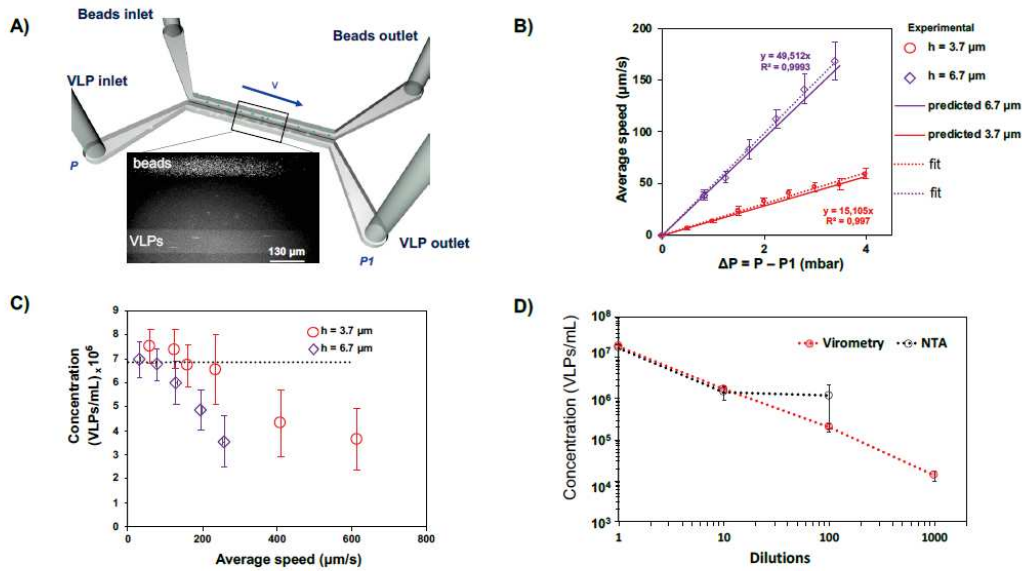 A)
Beads inlet
VLP inlet
Beads outlet
V
P
beads
VLPs
130 µm
P1
VLP outlet
B)
Average speed (µm/s)
200
150
100
50
0
0
2
4
ΔP = P – P1 (mbar)
y = 49,512x
R² = 0,9993
y = 15,105x
R² = 0,997
Experimental
h = 3.7 µm
h = 6.7 µm
predicted 6.7 µm
predicted 3.7 µm
fit
fit
C)
Concentration
(VLPs/mL) x 10⁶
9
8
7
6
5
4
3
2
1
0
0
200
400
600
800
Average speed (µm/s)
h = 3.7 µm
h = 6.7 µm
D)
Concentration (VLPs/mL)
10⁸
10⁷
10⁶
10⁵
10⁴
10³
1
10
100
1000
Dilutions
Virometry
NTA